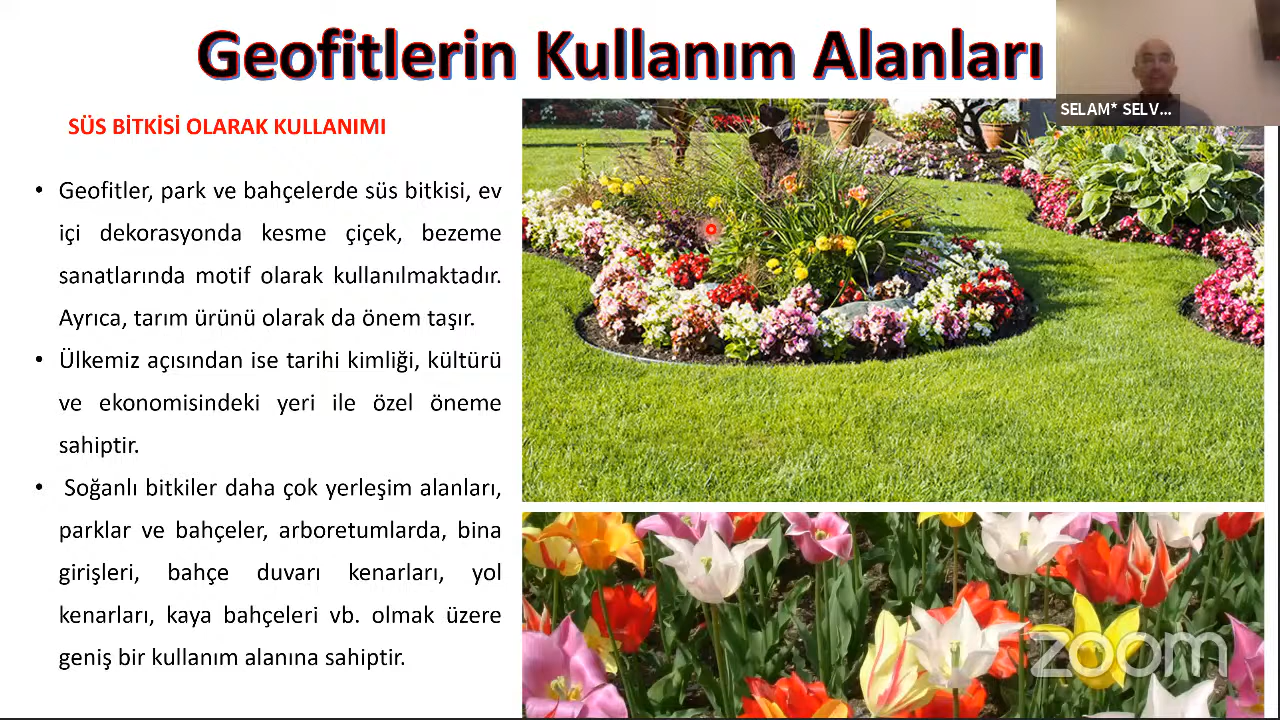 Geofitlerin Kullanım Alanları
SELAM* SELV...
SÜS BİTKİSİ OLARAK KULLANIMI
• Geofitler, park ve bahçelerde süs bitkisi, ev
içi dekorasyonda kesme çiçek, bezeme
sanatlarında motif olarak kullanılmaktadır.
Ayrıca, tarım ürünü olarak da önem taşır.
• Ülkemiz açısından ise tarihi kimliği, kültürü
ve ekonomisindeki yeri ile özel öneme
sahiptir.
• Soğanlı bitkiler daha çok yerleşim alanları,
parklar ve bahçeler, arboretumlarda, bina
girişleri, bahçe duvarı kenarları, yol
kenarları, kaya bahçeleri vb. olmak üzere
geniş bir kullanım alanına sahiptir.
zoom